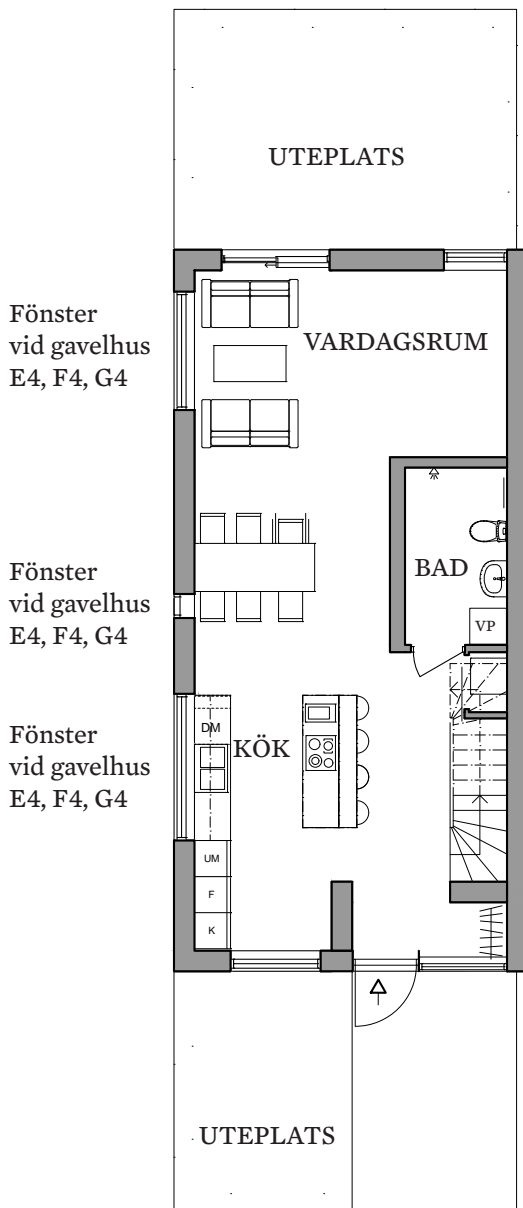 UTEPLATS
Fönster
vid gavelhus
E4, F4, G4
VARDAGSRUM
Fönster
vid gavelhus
E4, F4, G4
BAD
VP
Fönster
vid gavelhus
E4, F4, G4
DM
KÖK
UM
F
K
UTEPLATS